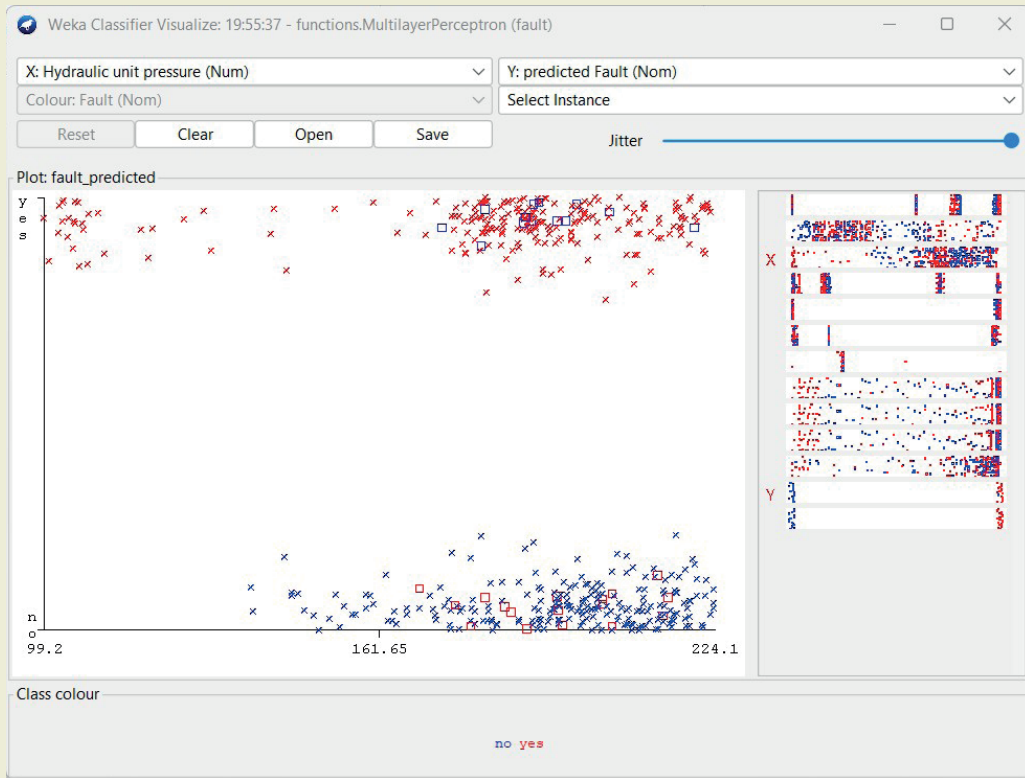 Weka Classifier Visualize: 19:55:37 - functions.MultilayerPerceptron (fault)
X: Hydraulic unit pressure (Num) Y: predicted Fault (Nom)
Colour: Fault (Nom) Select Instance
Reset Clear Open Save Jitter
Plot: fault_predicted
yes
X
Y
no
99.2 161.65 224.1
Class colour
no yes